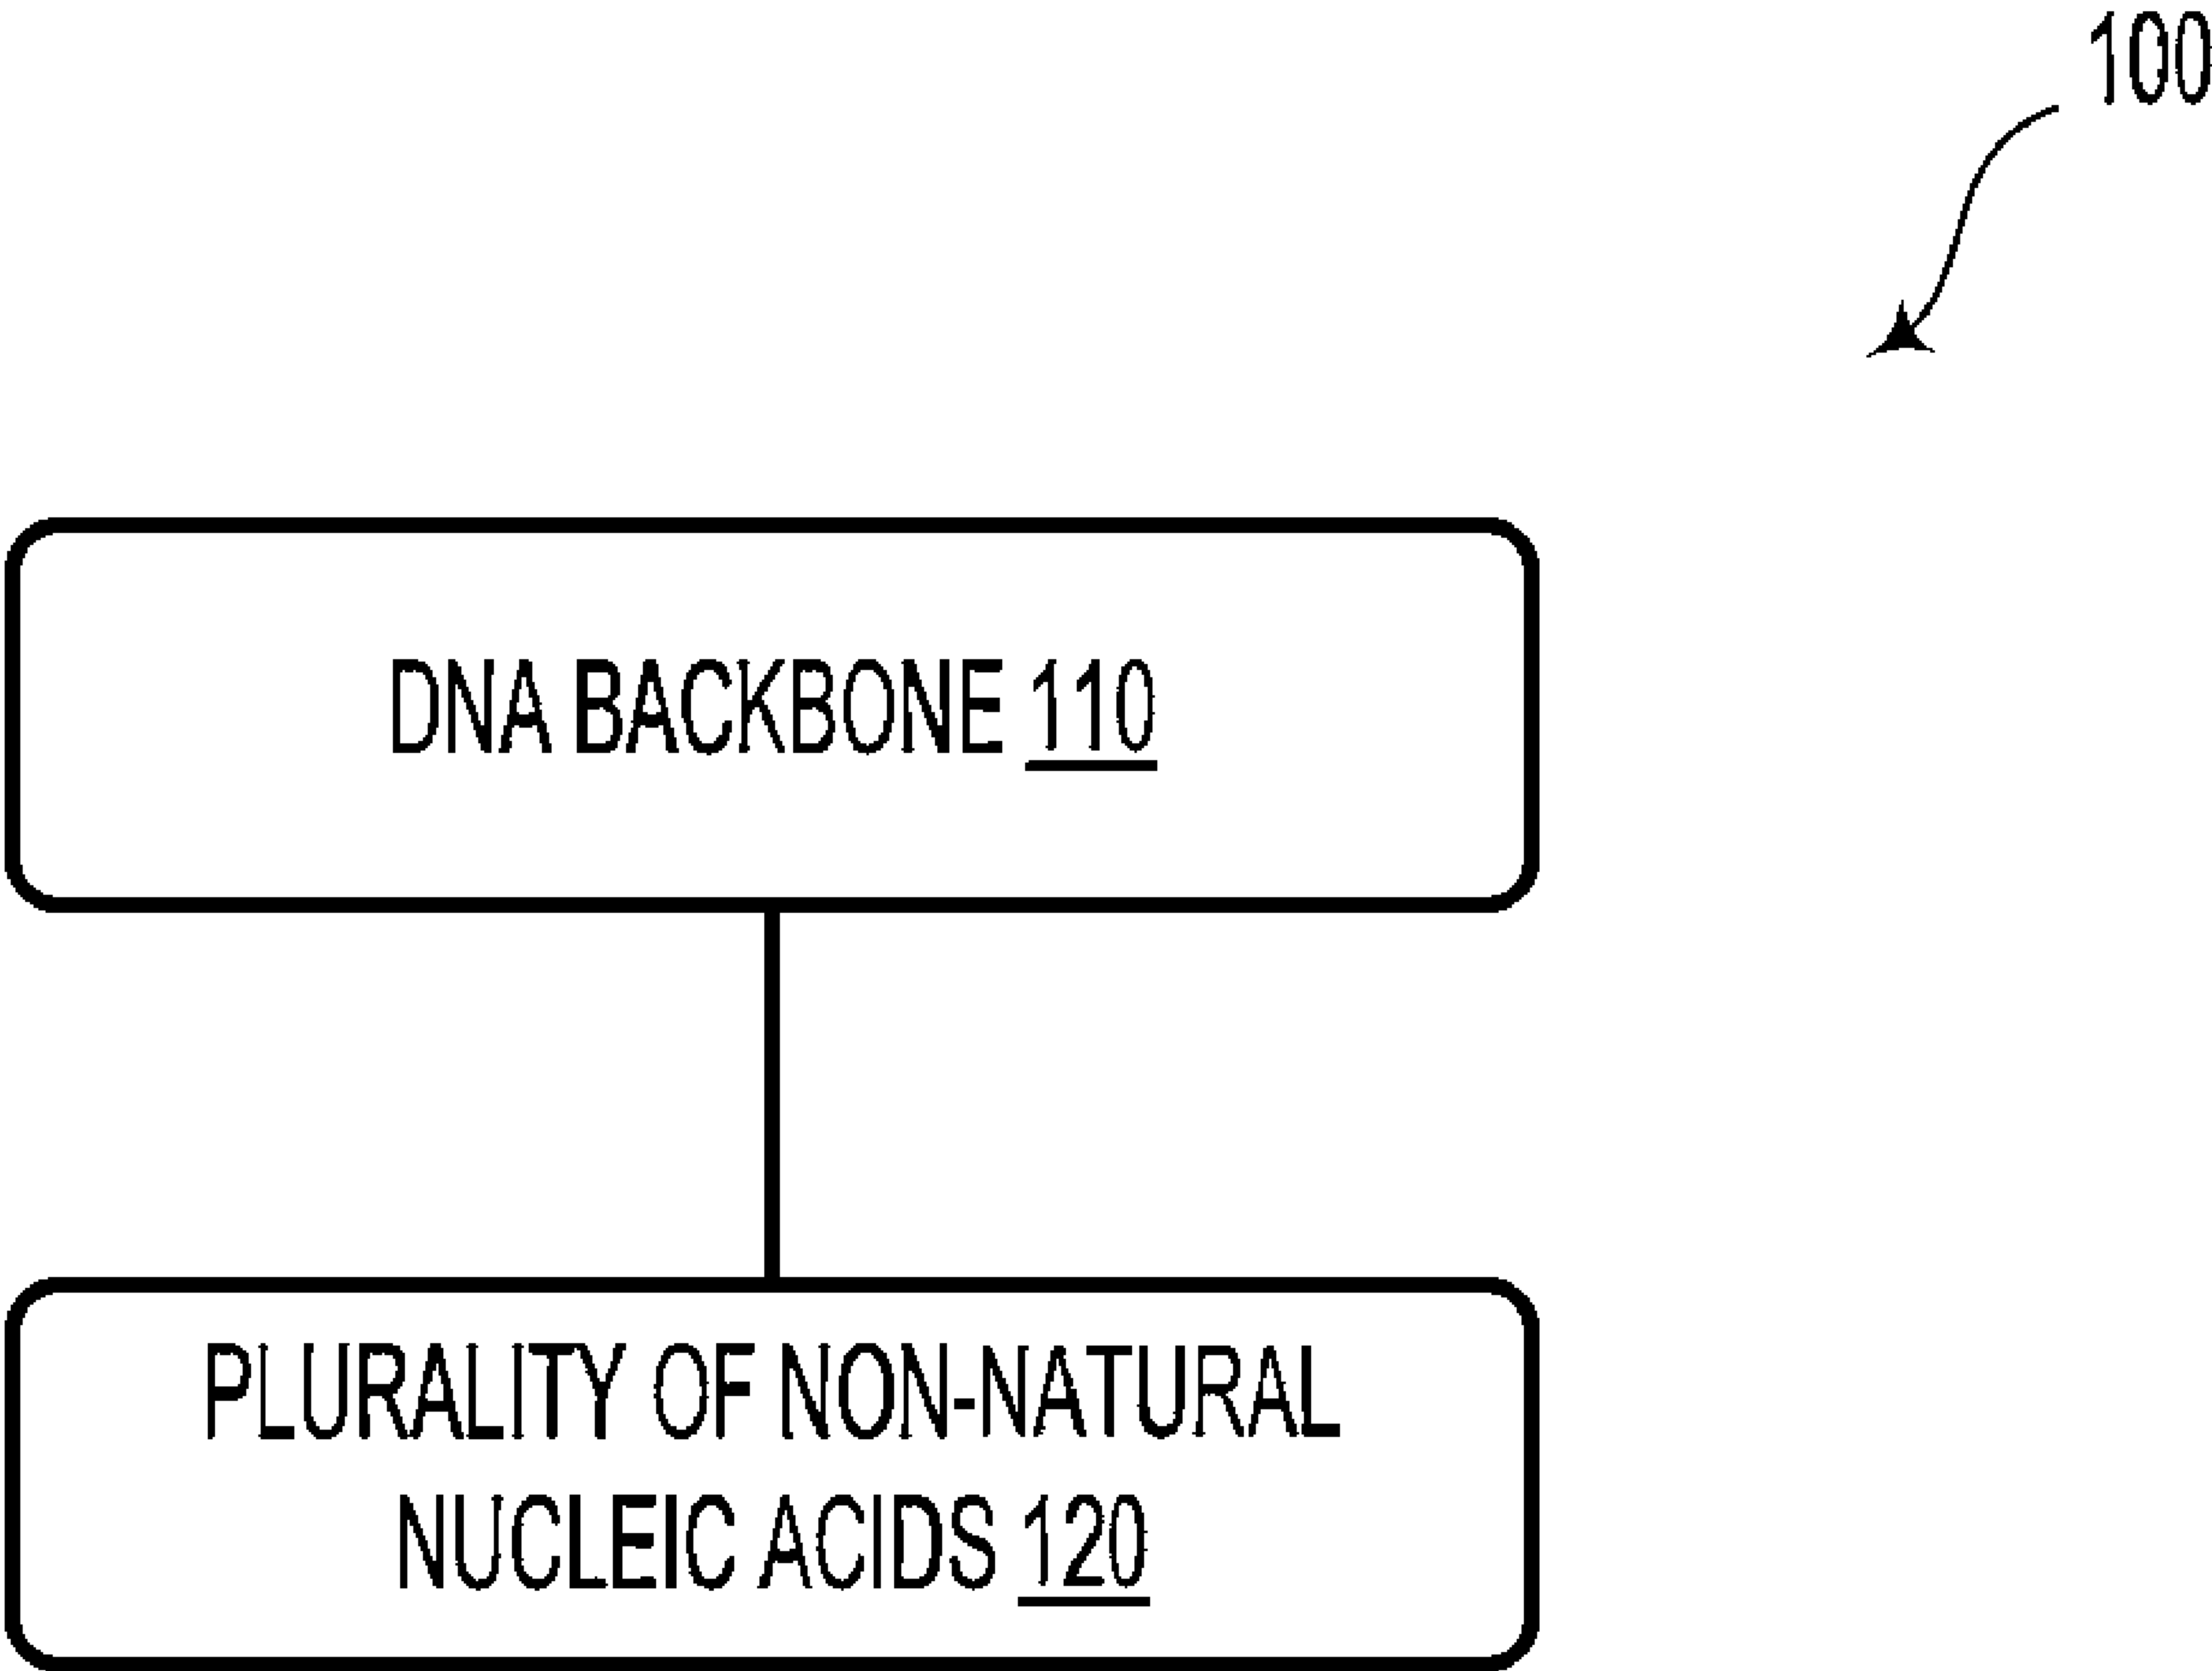 100
DNA BACKBONE 110
PLURALITY OF NON-NATURAL
NUCLEIC ACIDS 120